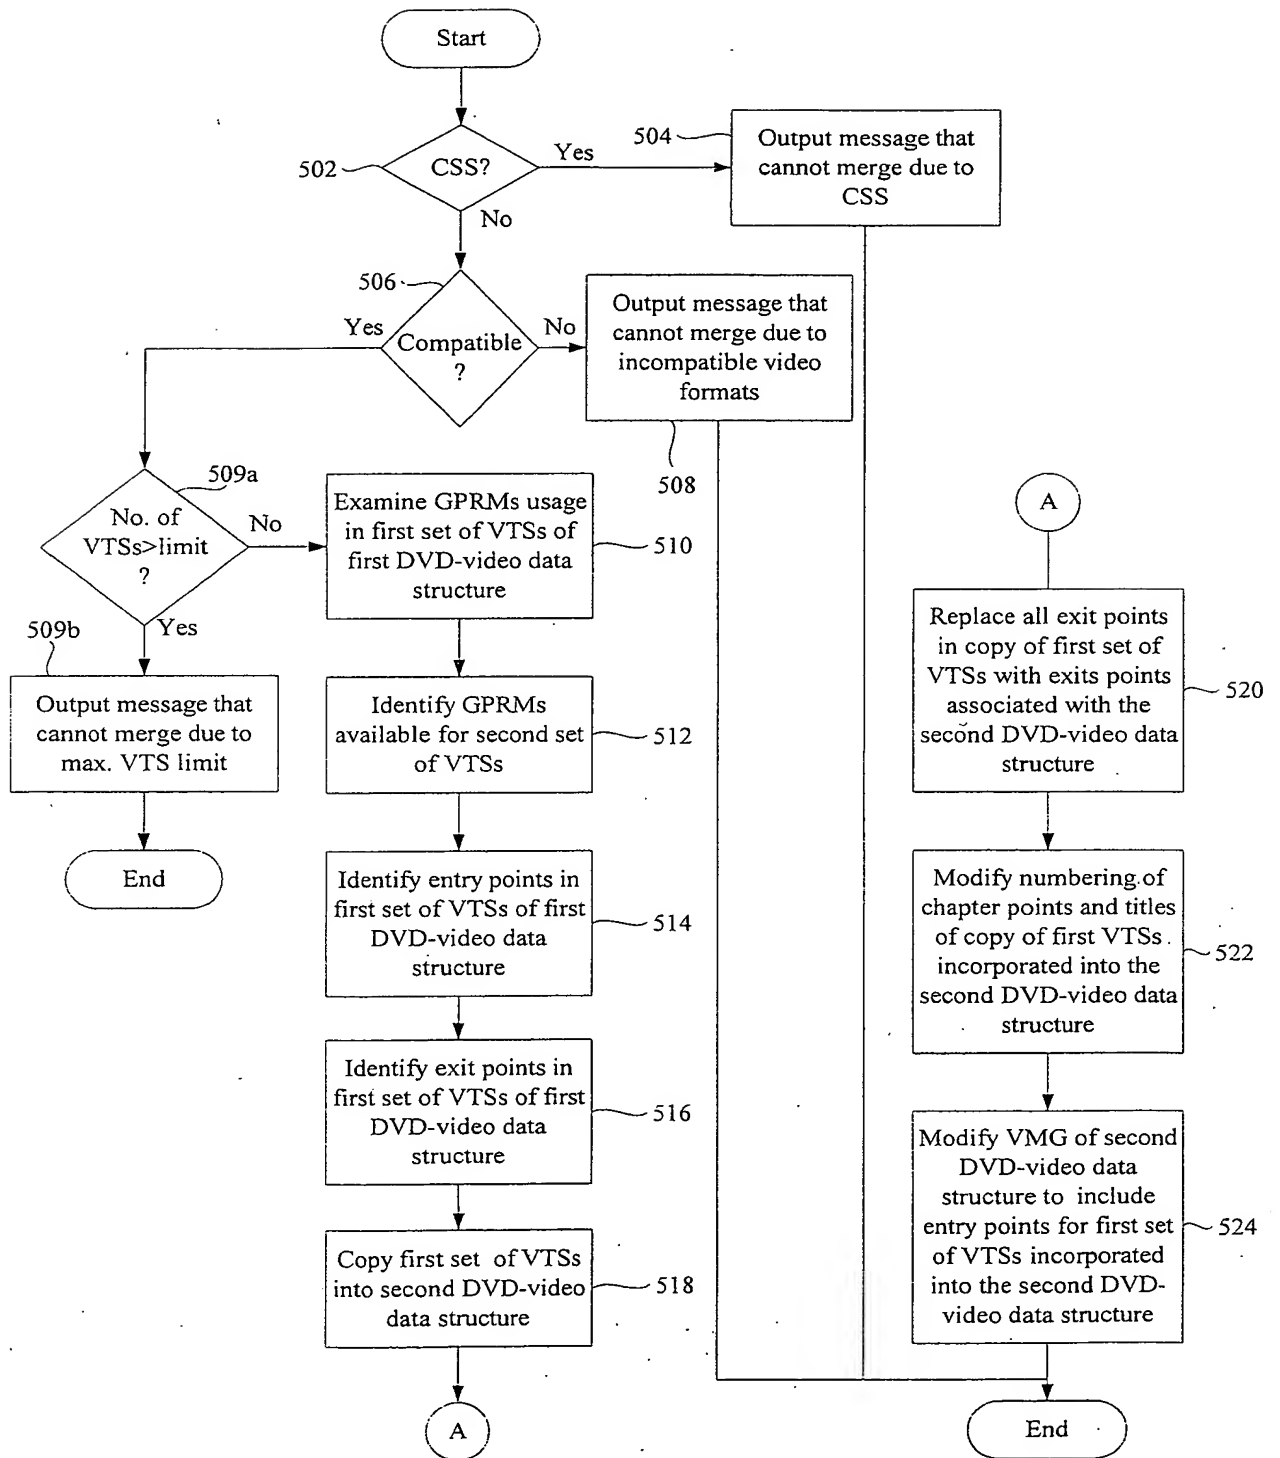 Start
502
CSS?
Yes
No
504
Output message that
cannot merge due to
CSS
506
Compatible
?
Yes
No
Output message that
cannot merge due to
incompatible video
formats
508
509a
No. of
VTSs>limit
?
No
Yes
509b
Output message that
cannot merge due to
max. VTS limit
End
Examine GPRMs usage
in first set of VTSs of
first DVD-video data
structure
510
Identify GPRMs
available for second set
of VTSs
512
Identify entry points in
first set of VTSs of first
DVD-video data
structure
514
Identify exit points in
first set of VTSs of first
DVD-video data
structure
516
Copy first set of VTSs
into second DVD-video
data structure
518
A
A
Replace all exit points
in copy of first set of
VTSs with exits points
associated with the
second DVD-video data
structure
520
Modify numbering of
chapter points and titles
of copy of first VTSs
incorporated into the
second DVD-video data
structure
522
Modify VMG of second
DVD-video data
structure to include
entry points for first set
of VTSs incorporated
into the second DVD-
video data structure
524
End